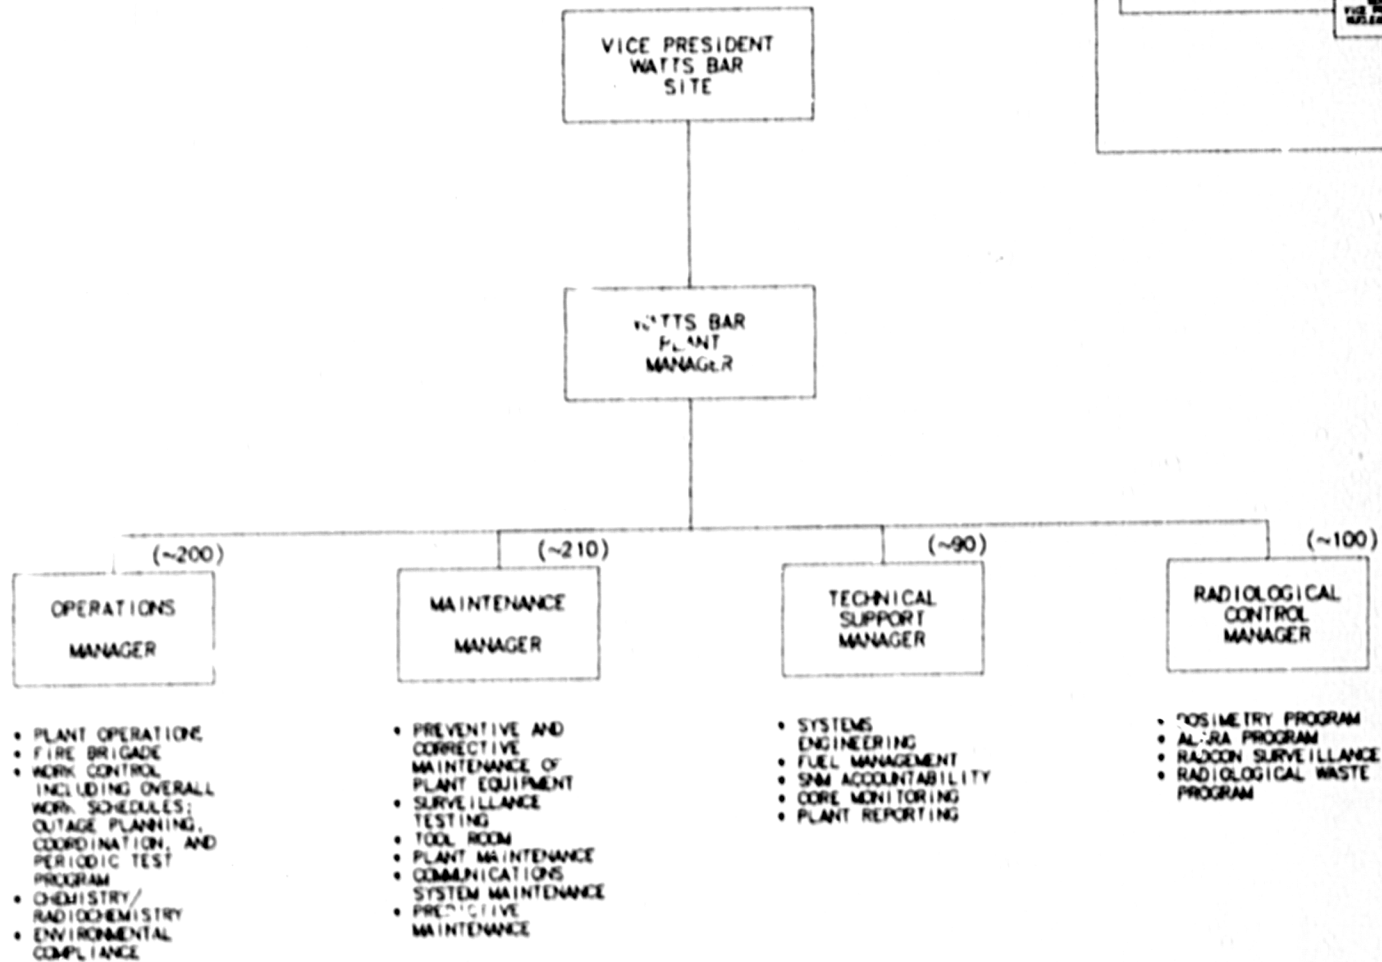 VICE PRESIDENT
WATTS BAR
SITE
WATTS BAR
PLANT
MANAGER
(~200)
(~210)
(~90)
(~100)
OPERATIONS
MANAGER
MAINTENANCE
MANAGER
TECHNICAL
SUPPORT
MANAGER
RADIOLOGICAL
CONTROL
MANAGER
• PLANT OPERATIONS
• FIRE BRIGADE
• WORK CONTROL
INCLUDING OVERALL
WORK SCHEDULES;
OUTAGE PLANNING,
COORDINATION, AND
PERIODIC TEST
PROGRAM
• CHEMISTRY/
RADIOCHEMISTRY
• ENVIRONMENTAL
COMPLIANCE
• PREVENTIVE AND
CORRECTIVE
MAINTENANCE OF
PLANT EQUIPMENT
• SURVEILLANCE
TESTING
• TOOL ROOM
• PLANT MAINTENANCE
• COMMUNICATIONS
SYSTEM MAINTENANCE
• PREDICTIVE
MAINTENANCE
• SYSTEMS
ENGINEERING
• FUEL MANAGEMENT
• SNM ACCOUNTABILITY
• CORE MONITORING
• PLANT REPORTING
• DOSIMETRY PROGRAM
• ALARA PROGRAM
• RADCON SURVEILLANCE
• RADIOLOGICAL WASTE
PROGRAM